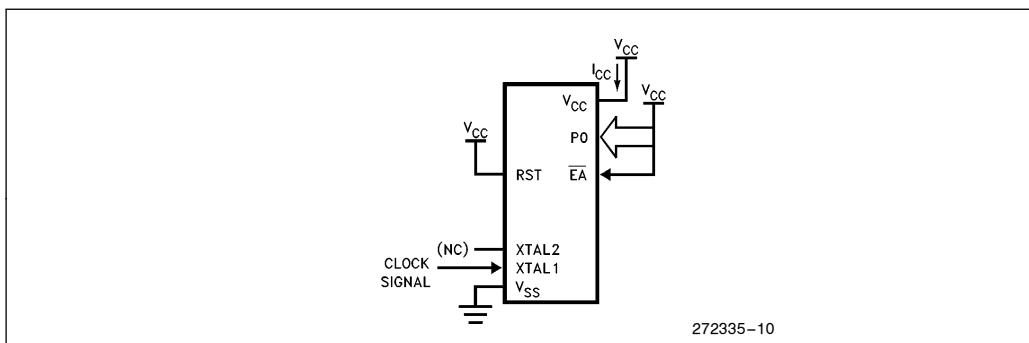 VCC
ICC
VCC
VCC
P0
VCC
RST
EA
(NC)
XTAL2
CLOCK
SIGNAL
XTAL1
VSS
272335-10